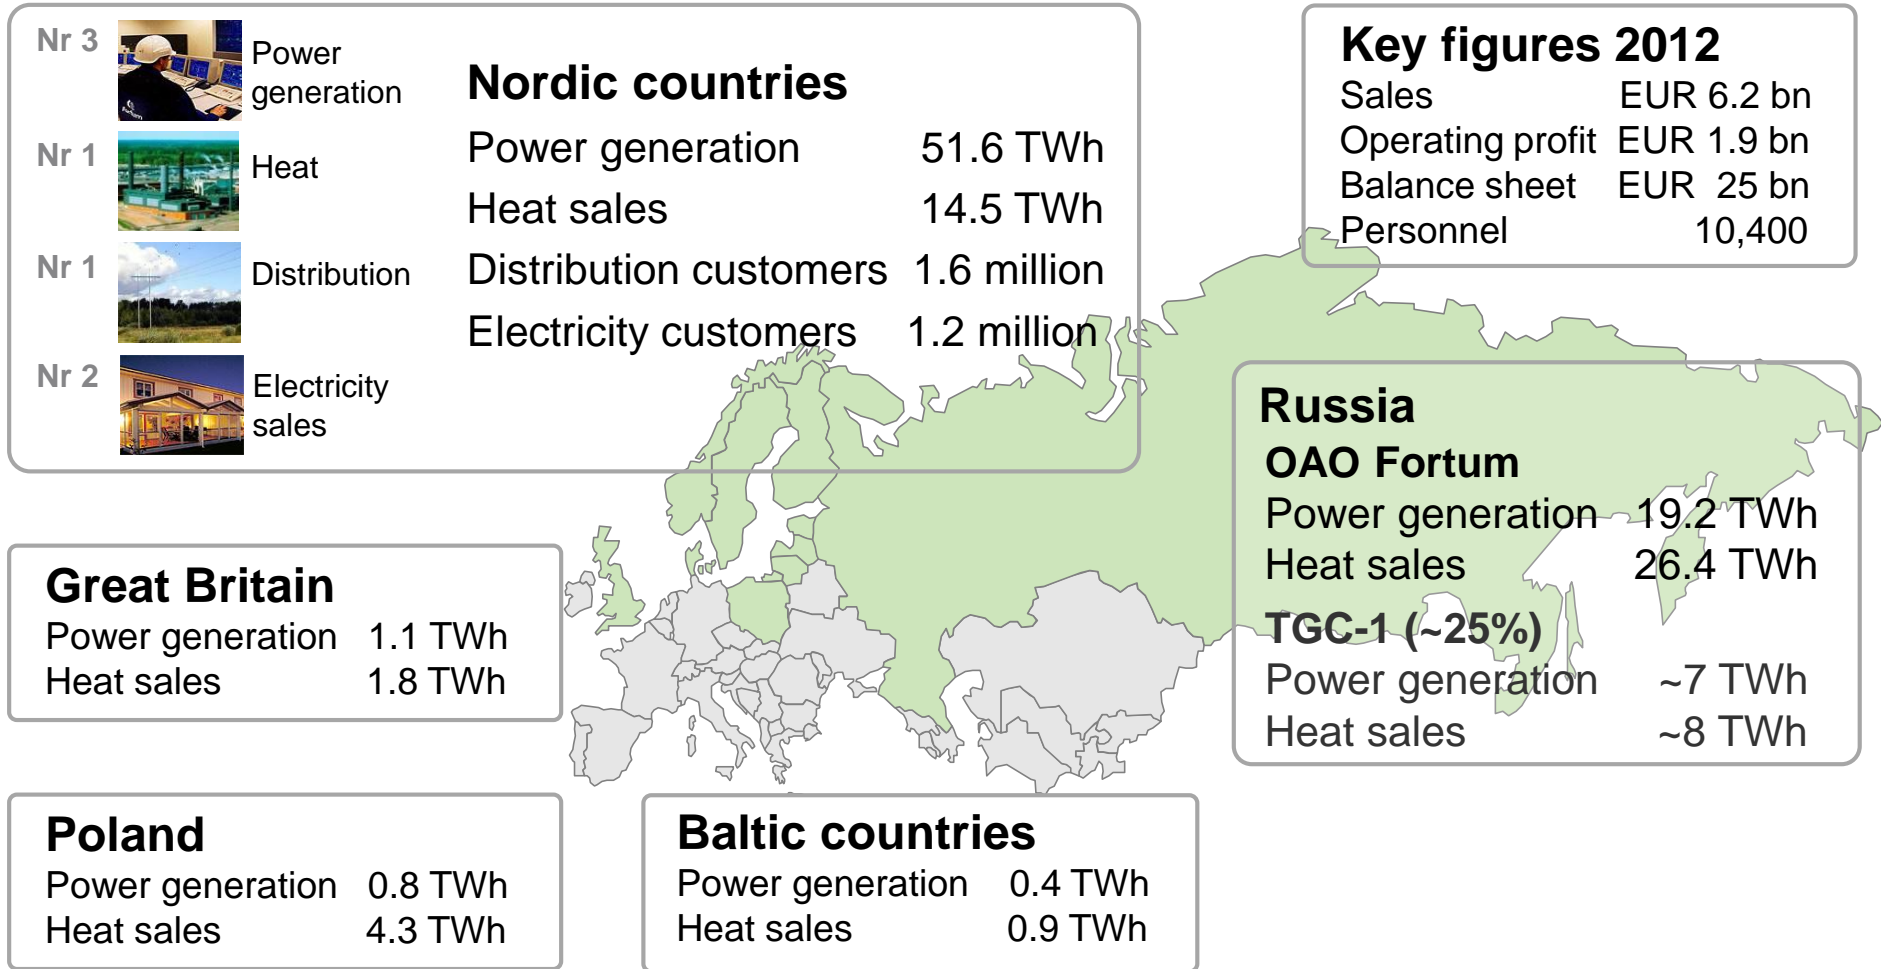 Nr 3
Power
generation
Nr 1
Heat
Nr 1
Distribution
Nr 2
Electricity
sales
Nordic countries
Power generation 51.6 TWh
Heat sales 14.5 TWh
Distribution customers 1.6 million
Electricity customers 1.2 million
Key figures 2012
Sales EUR 6.2 bn
Operating profit EUR 1.9 bn
Balance sheet EUR 25 bn
Personnel 10,400
Russia
OAO Fortum
Power generation 19.2 TWh
Heat sales 26.4 TWh
TGC-1 (~25%)
Power generation ~7 TWh
Heat sales ~8 TWh
Great Britain
Power generation 1.1 TWh
Heat sales 1.8 TWh
Poland
Power generation 0.8 TWh
Heat sales 4.3 TWh
Baltic countries
Power generation 0.4 TWh
Heat sales 0.9 TWh